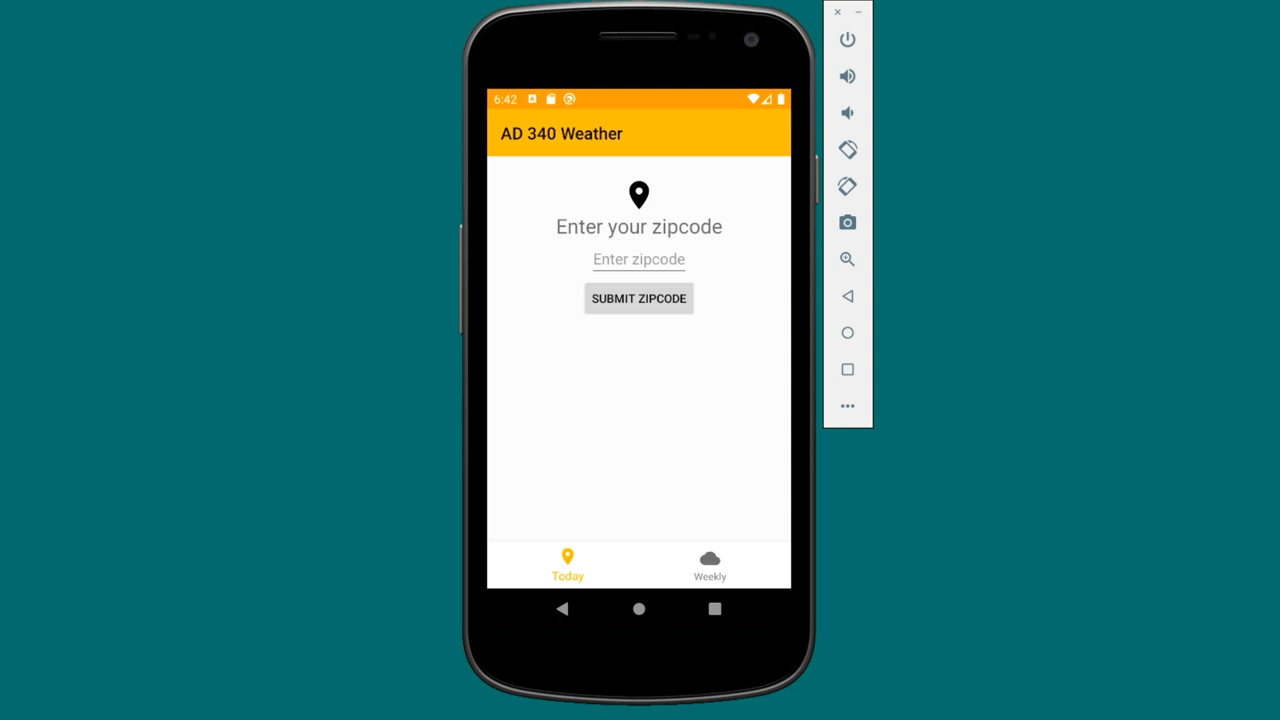 6:42
AD 340 Weather
Enter your zipcode
Enter zipcode
SUBMIT ZIPCODE
Today
Weekly